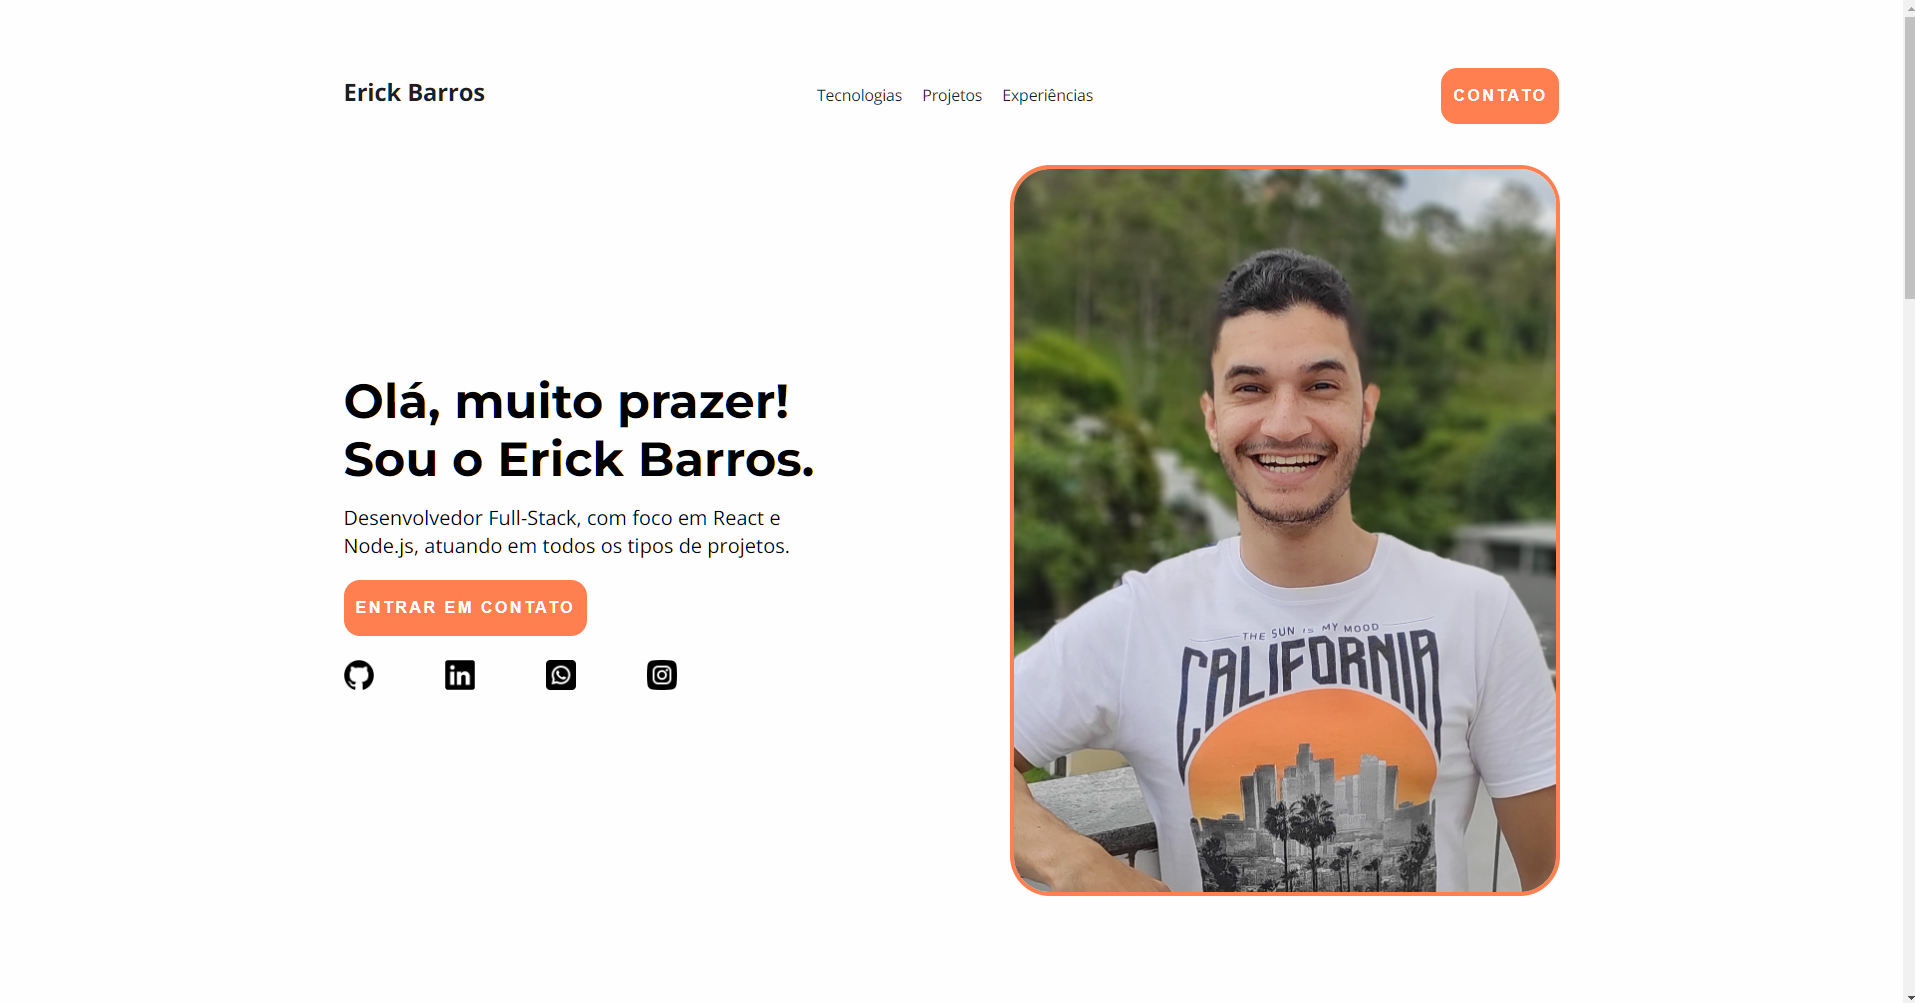 Erick Barros
Tecnologias Projetos Experiências
CONTATO
Olá, muito prazer!
Sou o Erick Barros.
Desenvolvedor Full-Stack, com foco em React e
Node.js, atuando em todos os tipos de projetos.
ENTRAR EM CONTATO
in
THE SUN IS MY MOOD
CALIFORNIA